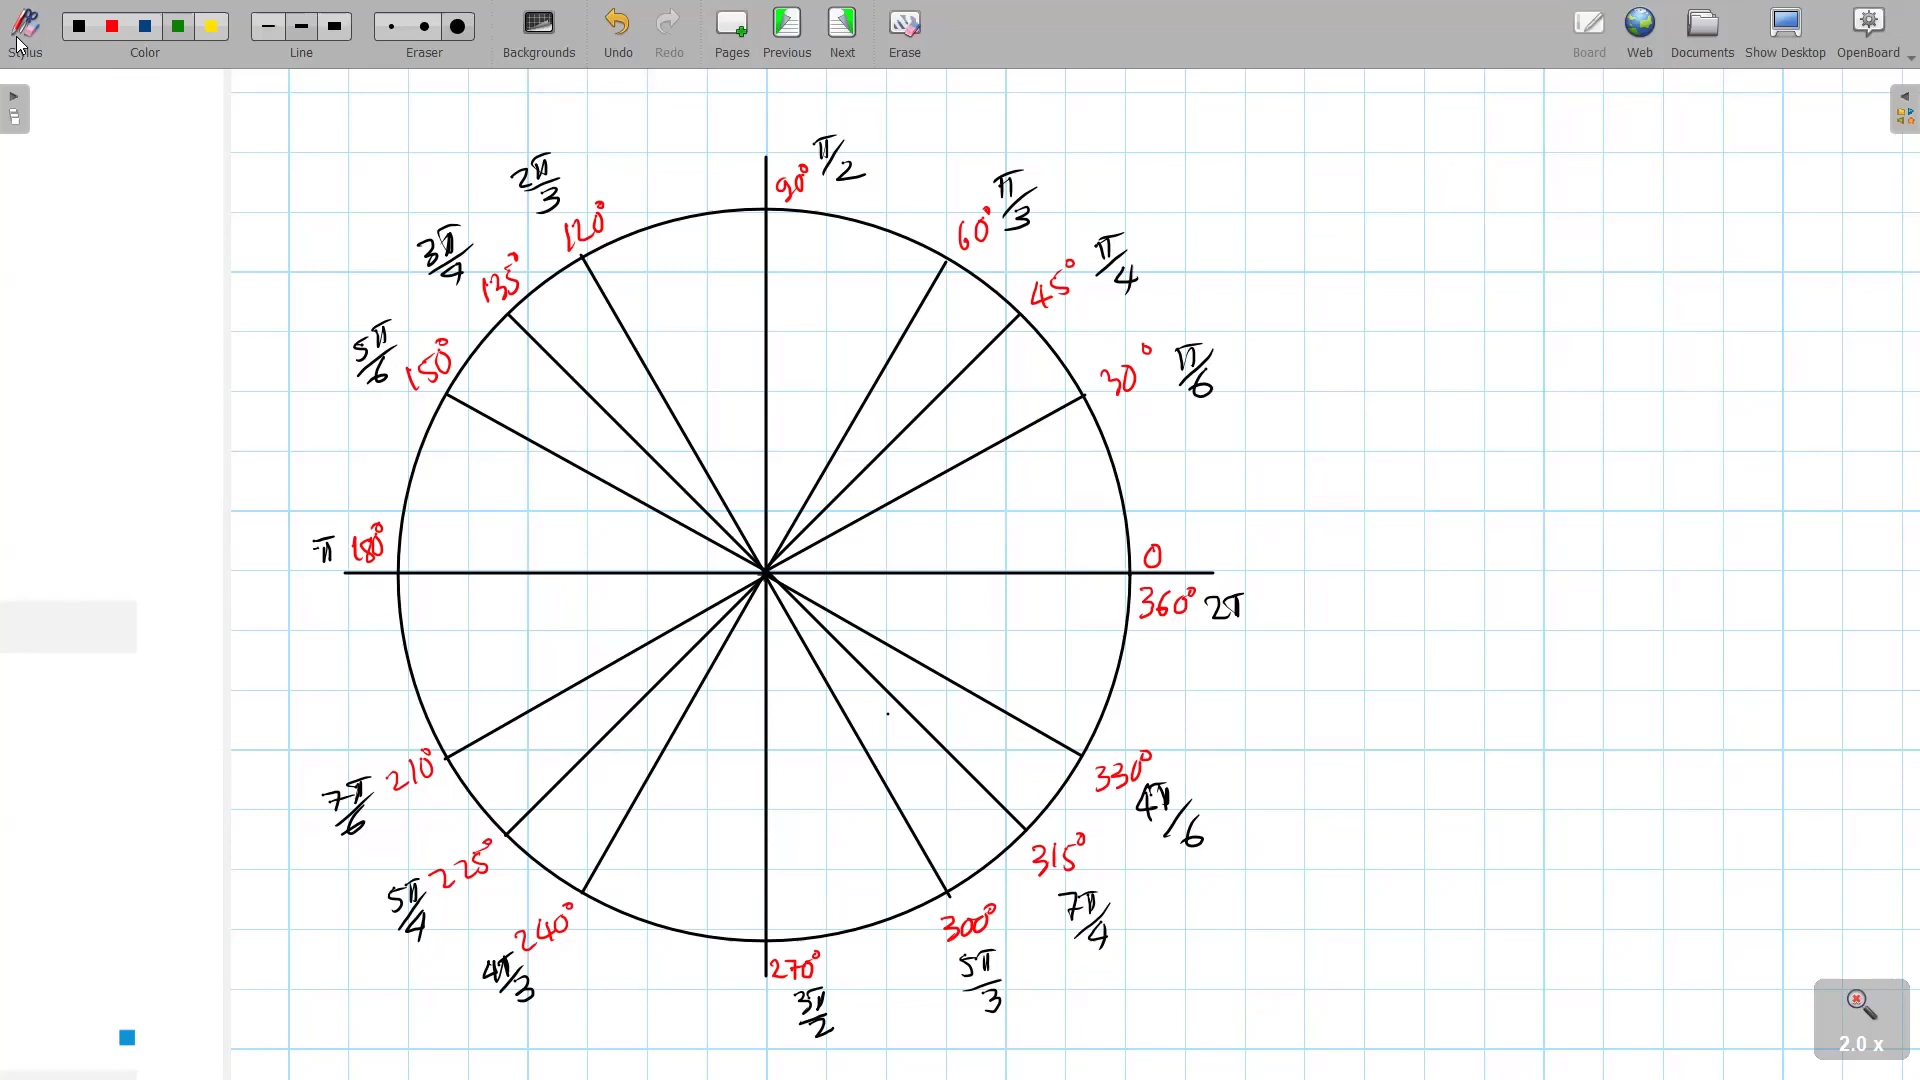 Stylus
Color
Line
Eraser
Backgrounds
Undo
Redo
Pages
Previous
Next
Erase
Board
Web
Documents
Show Desktop
OpenBoard
90° π/2
2π/3
120°
60° π/3
3π/4
135°
45° π/4
5π/6
150°
30° π/6
π 180°
0
360° 2π
7π/6
210°
330°
4π/6
5π/4
225°
315°
7π/4
240°
4π/3
300°
5π/3
270°
3π/2
2.0 x